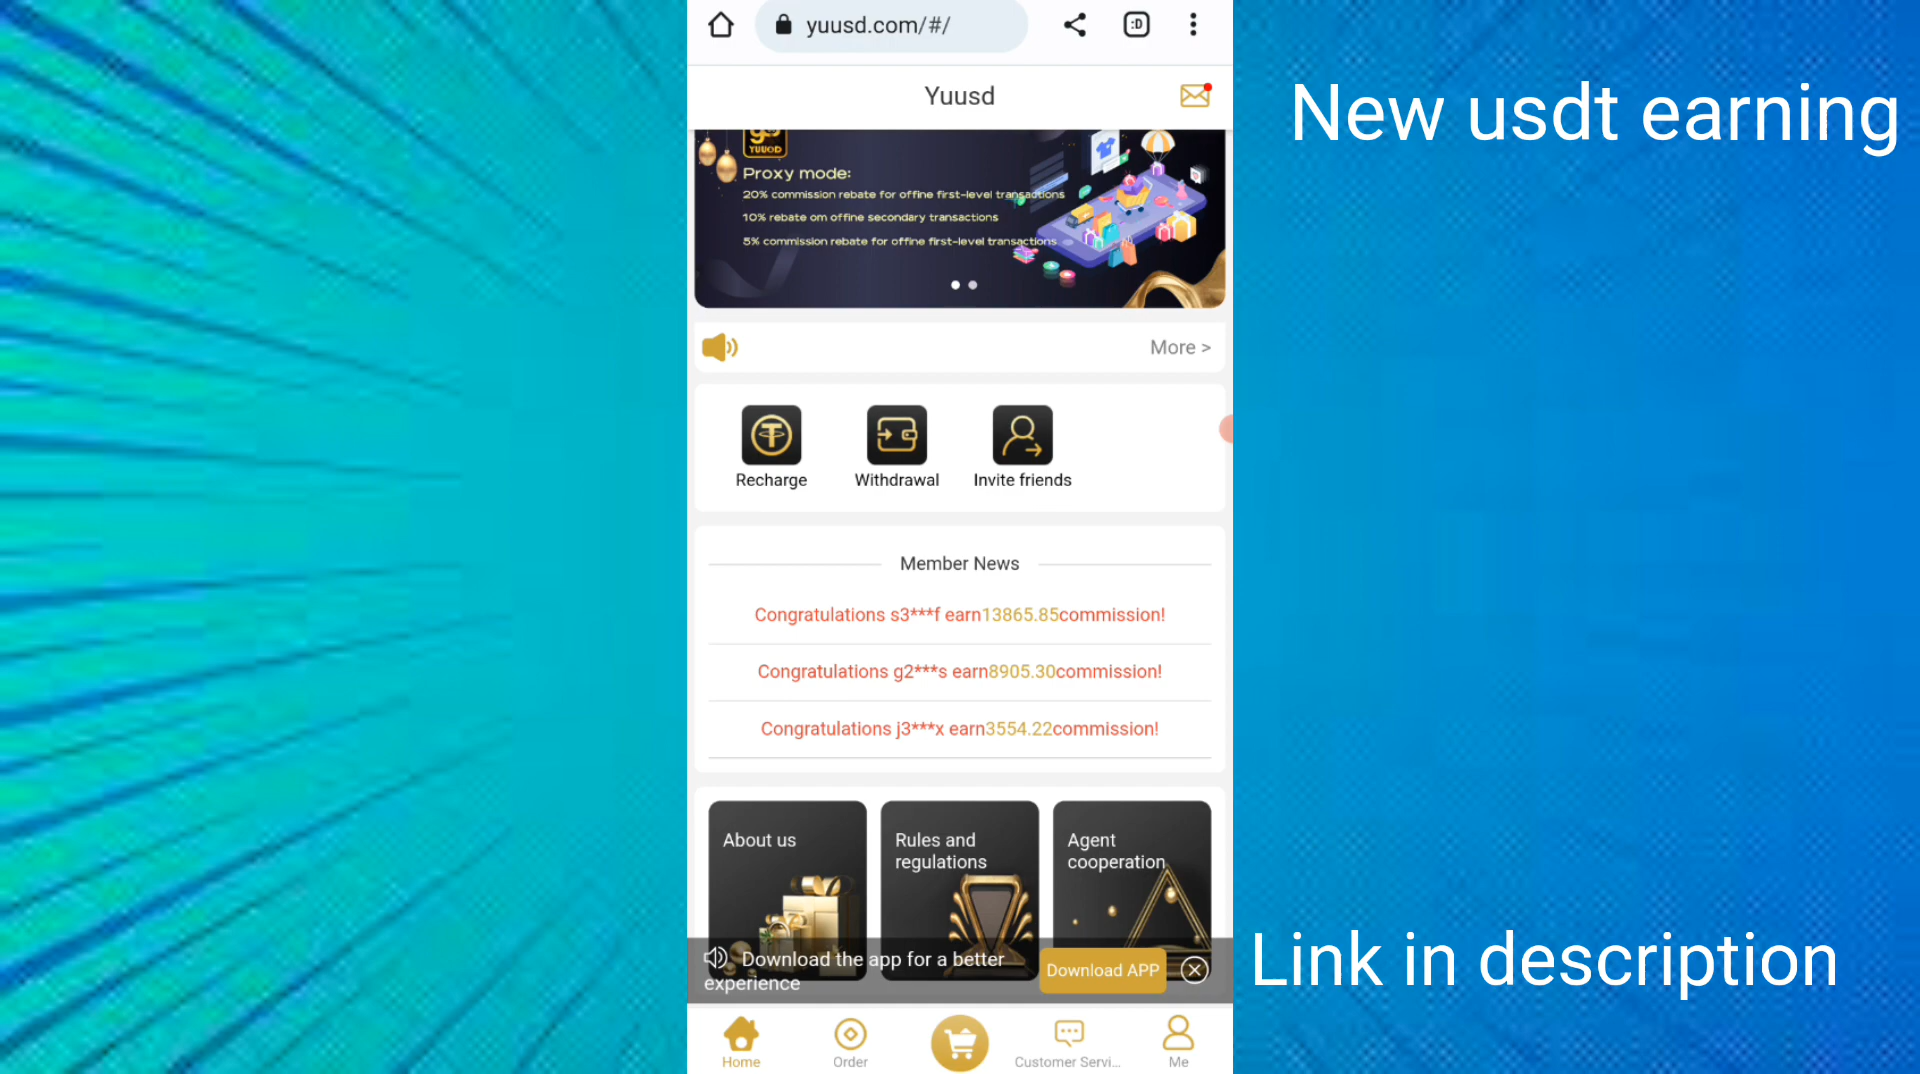 yuusd.com/#/
:D
Yuusd
New usdt earning
YUUSD
Proxy mode:
20% commission rebate for offine first-level transactions
10% rebate om offine secondary transactions
5% commission rebate for offine first-level transactions
More >
Recharge
Withdrawal
Invite friends
Member News
Congratulations s3***f earn13865.85commission!
Congratulations g2***s earn8905.30commission!
Congratulations j3***x earn3554.22commission!
About us
Rules and
regulations
Agent
cooperation
Download the app for a better
experience
Download APP
Link in description
Home
Order
Customer Servi...
Me